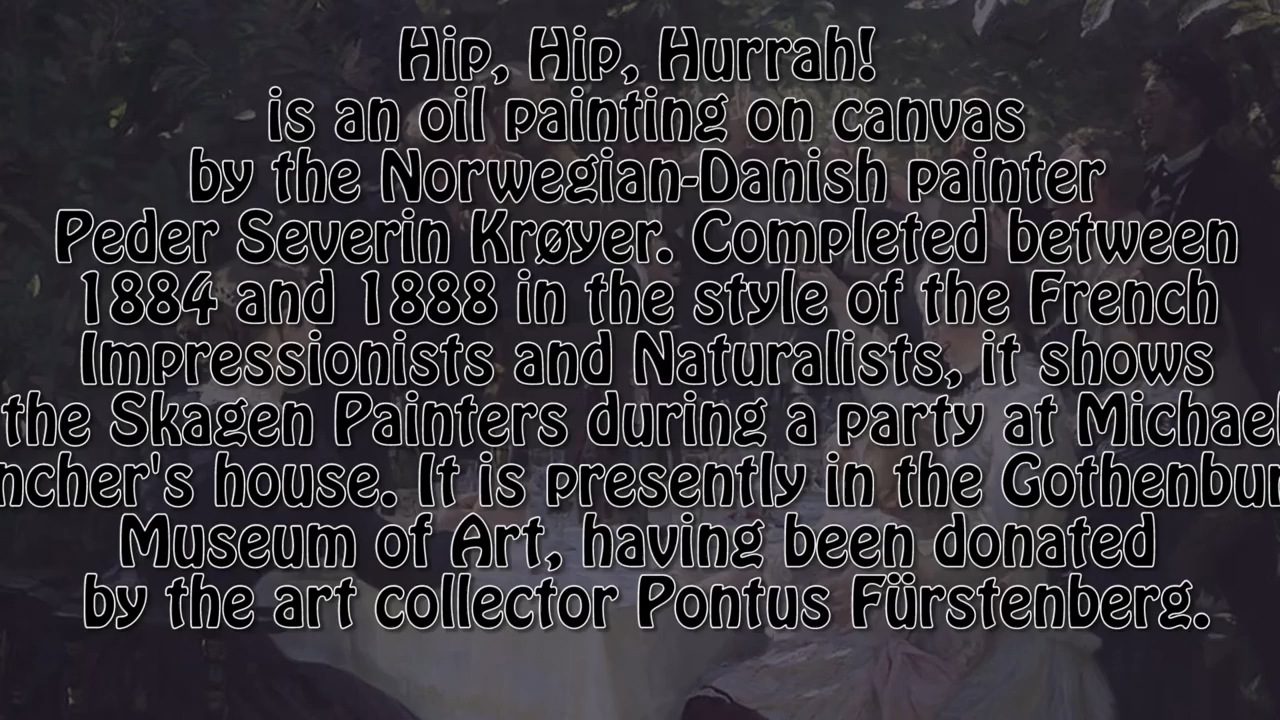 Hip, Hip, Hurrah!
is an oil painting on canvas
by the Norwegian-Danish painter
Peder Severin Krøyer. Completed between
1884 and 1888 in the style of the French
Impressionists and Naturalists, it shows
the Skagen Painters during a party at Michael
ncher's house. It is presently in the Gothenbur
Museum of Art, having been donated
by the art collector Pontus Fürstenberg.